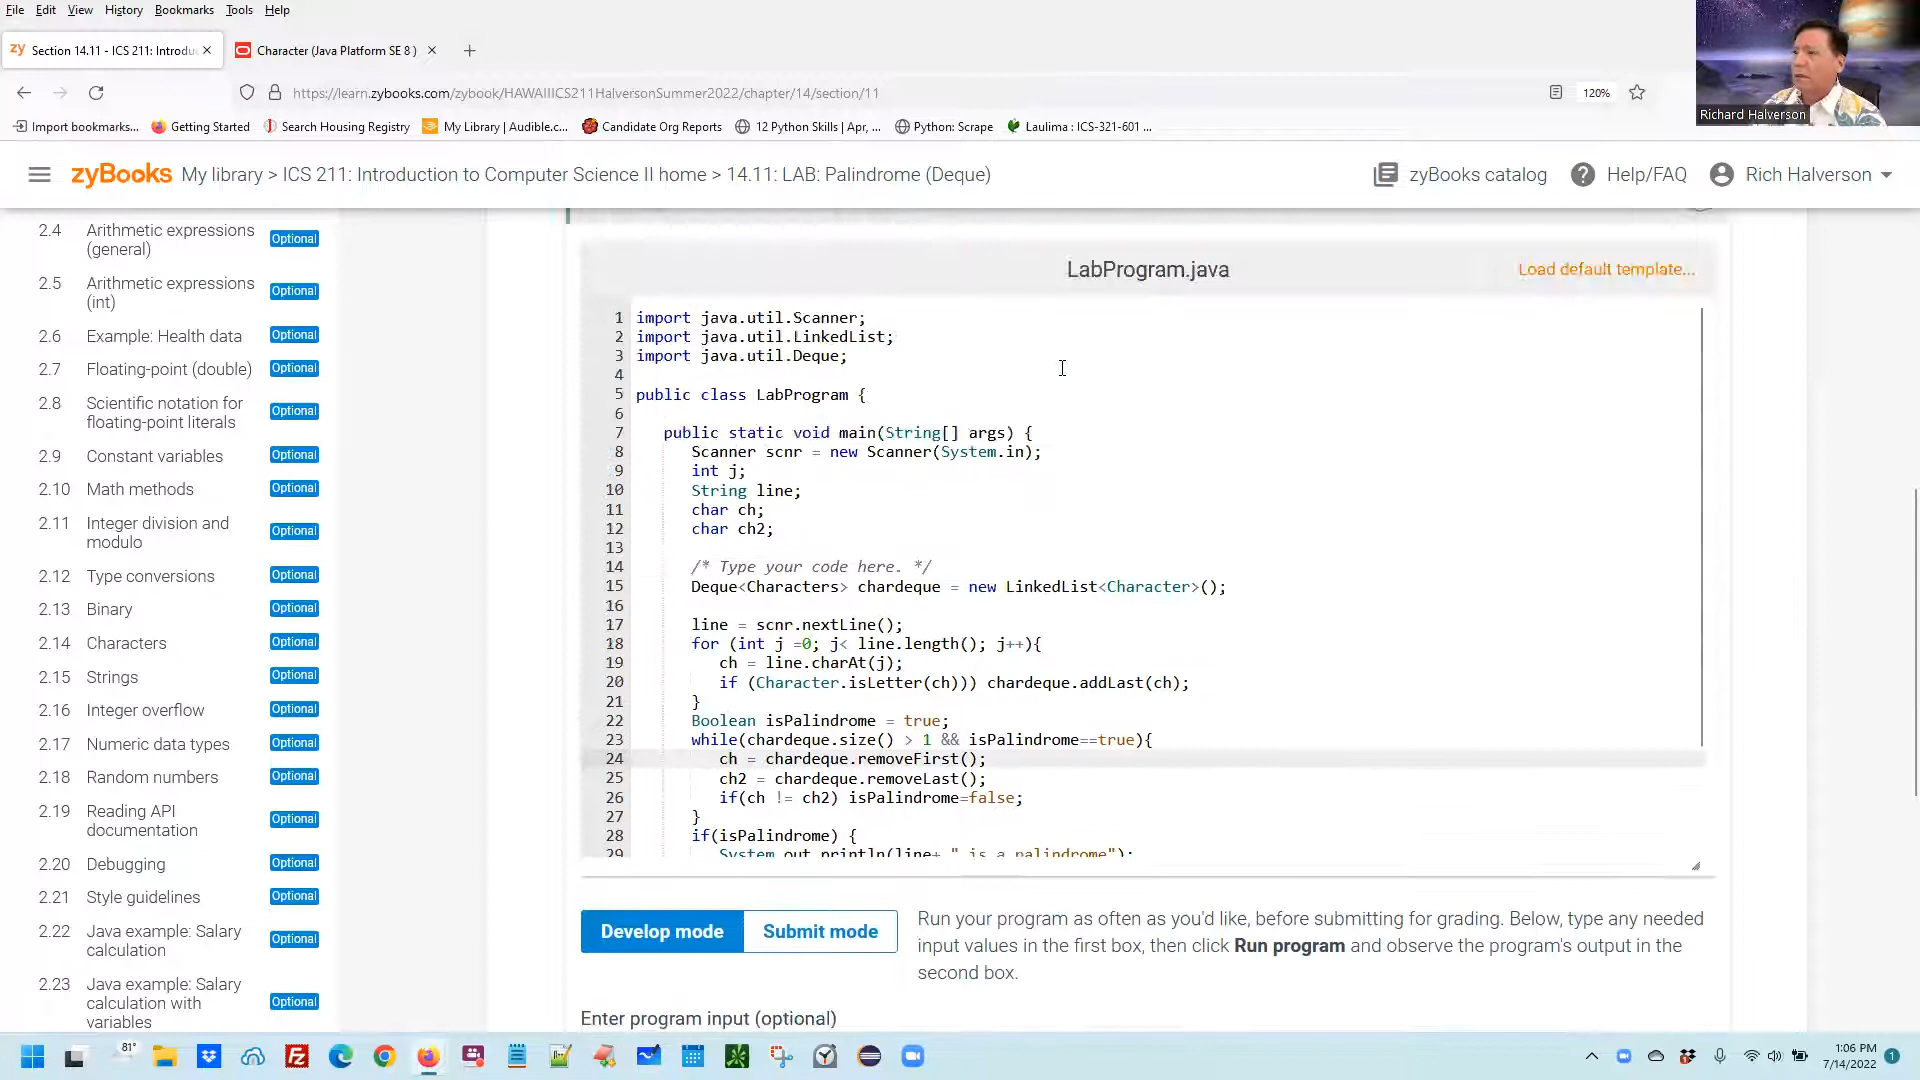 File Edit View History Bookmarks Tools Help
zy Section 14.11 - ICS 211: Introdu
Character (Java Platform SE 8 )
https://learn.zybooks.com/zybook/HAWAIIICS211HalversonSummer2022/chapter/14/section/11
120%
Import bookmarks... Getting Started Search Housing Registry My Library | Audible.c... Candidate Org Reports 12 Python Skills | Apr, ... Python: Scrape Laulima : ICS-321-601 ...
Richard Halverson
zyBooks My library > ICS 211: Introduction to Computer Science II home > 14.11: LAB: Palindrome (Deque)
zyBooks catalog Help/FAQ Rich Halverson
2.4 Arithmetic expressions (general) Optional
2.5 Arithmetic expressions (int) Optional
2.6 Example: Health data Optional
2.7 Floating-point (double) Optional
2.8 Scientific notation for floating-point literals Optional
2.9 Constant variables Optional
2.10 Math methods Optional
2.11 Integer division and modulo Optional
2.12 Type conversions Optional
2.13 Binary Optional
2.14 Characters Optional
2.15 Strings Optional
2.16 Integer overflow Optional
2.17 Numeric data types Optional
2.18 Random numbers Optional
2.19 Reading API documentation Optional
2.20 Debugging Optional
2.21 Style guidelines Optional
2.22 Java example: Salary calculation Optional
2.23 Java example: Salary calculation with variables Optional
LabProgram.java
Load default template...
1 import java.util.Scanner;
2 import java.util.LinkedList;
3 import java.util.Deque;
4
5 public class LabProgram {
6
7 public static void main(String[] args) {
8 Scanner scnr = new Scanner(System.in);
9 int j;
10 String line;
11 char ch;
12 char ch2;
13
14 /* Type your code here. */
15 Deque<Characters> chardeque = new LinkedList<Character>();
16
17 line = scnr.nextLine();
18 for (int j =0; j< line.length(); j++){
19 ch = line.charAt(j);
20 if (Character.isLetter(ch))) chardeque.addLast(ch);
21 }
22 Boolean isPalindrome = true;
23 while(chardeque.size() > 1 && isPalindrome==true){
24 ch = chardeque.removeFirst();
25 ch2 = chardeque.removeLast();
26 if(ch != ch2) isPalindrome=false;
27 }
28 if(isPalindrome) {
29 System.out.println(line+ " is a palindrome");
Develop mode Submit mode
Run your program as often as you'd like, before submitting for grading. Below, type any needed
input values in the first box, then click Run program and observe the program's output in the
second box.
Enter program input (optional)
81°
1:06 PM
7/14/2022
1